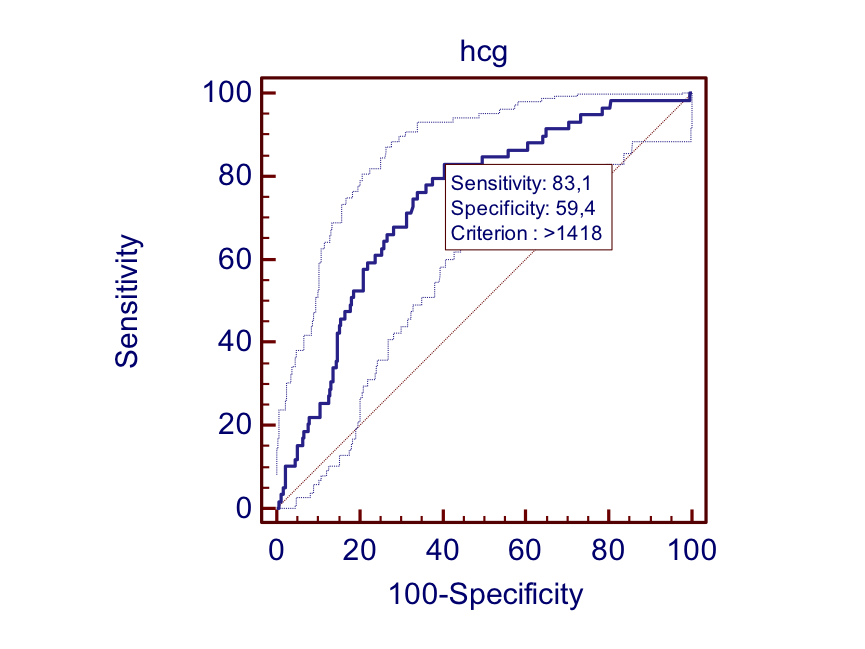 hcg
100
80
60
40
20
0
Sensitivity
Sensitivity: 83,1
Specificity: 59,4
Criterion : >1418
0 20 40 60 80 100
100-Specificity